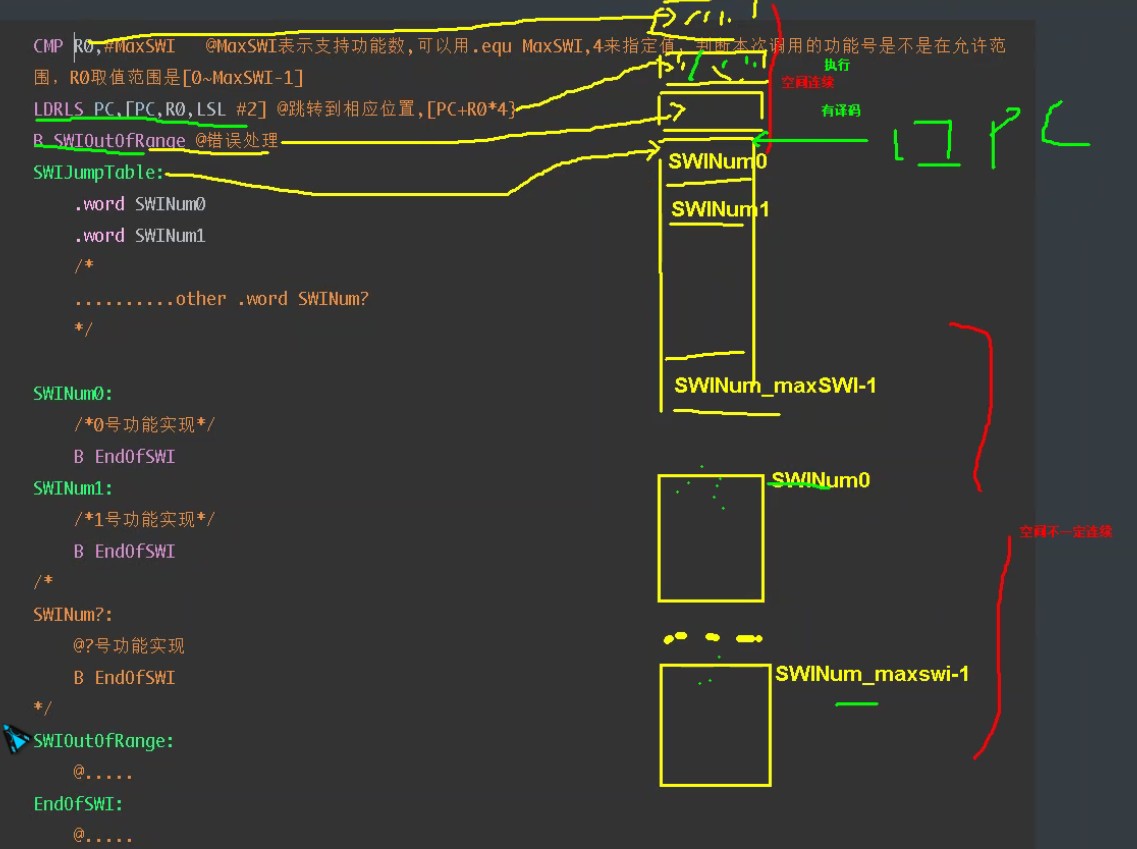 CMP R0,#MaxSWI @MaxSWI表示支持功能数,可以用.equ MaxSWI,4来指定值，判断本次调用的功能号是不是在允许范
围，R0取值范围是[0~MaxSWI-1]
LDRLS PC,[PC,R0,LSL #2] @跳转到相应位置,[PC+R0*4}
B SWIOutOfRange @错误处理
SWIJumpTable:
.word SWINum0
.word SWINum1
/*
..........other .word SWINum?
*/
SWINum0:
/*0号功能实现*/
B EndOfSWI
SWINum1:
/*1号功能实现*/
B EndOfSWI
/*
SWINum?:
@?号功能实现
B EndOfSWI
*/
SWIOutOfRange:
@.....
EndOfSWI:
@.....
执行
空间连续
有译码
PC
SWINum0
SWINum1
SWINum_maxSWI-1
SWINum0
空间不一定连续
SWINum_maxswi-1